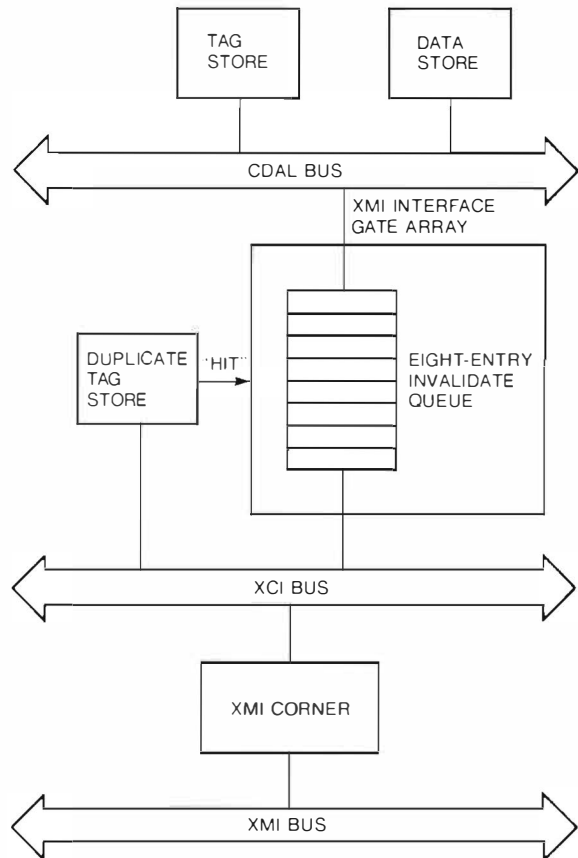 TAG
STORE
DATA
STORE
CDAL BUS
XMI INTERFACE
GATE ARRAY
DUPLICATE
TAG
STORE
"HIT"
EIGHT-ENTRY
INVALIDATE
QUEUE
XCI BUS
XMI CORNER
XMI BUS